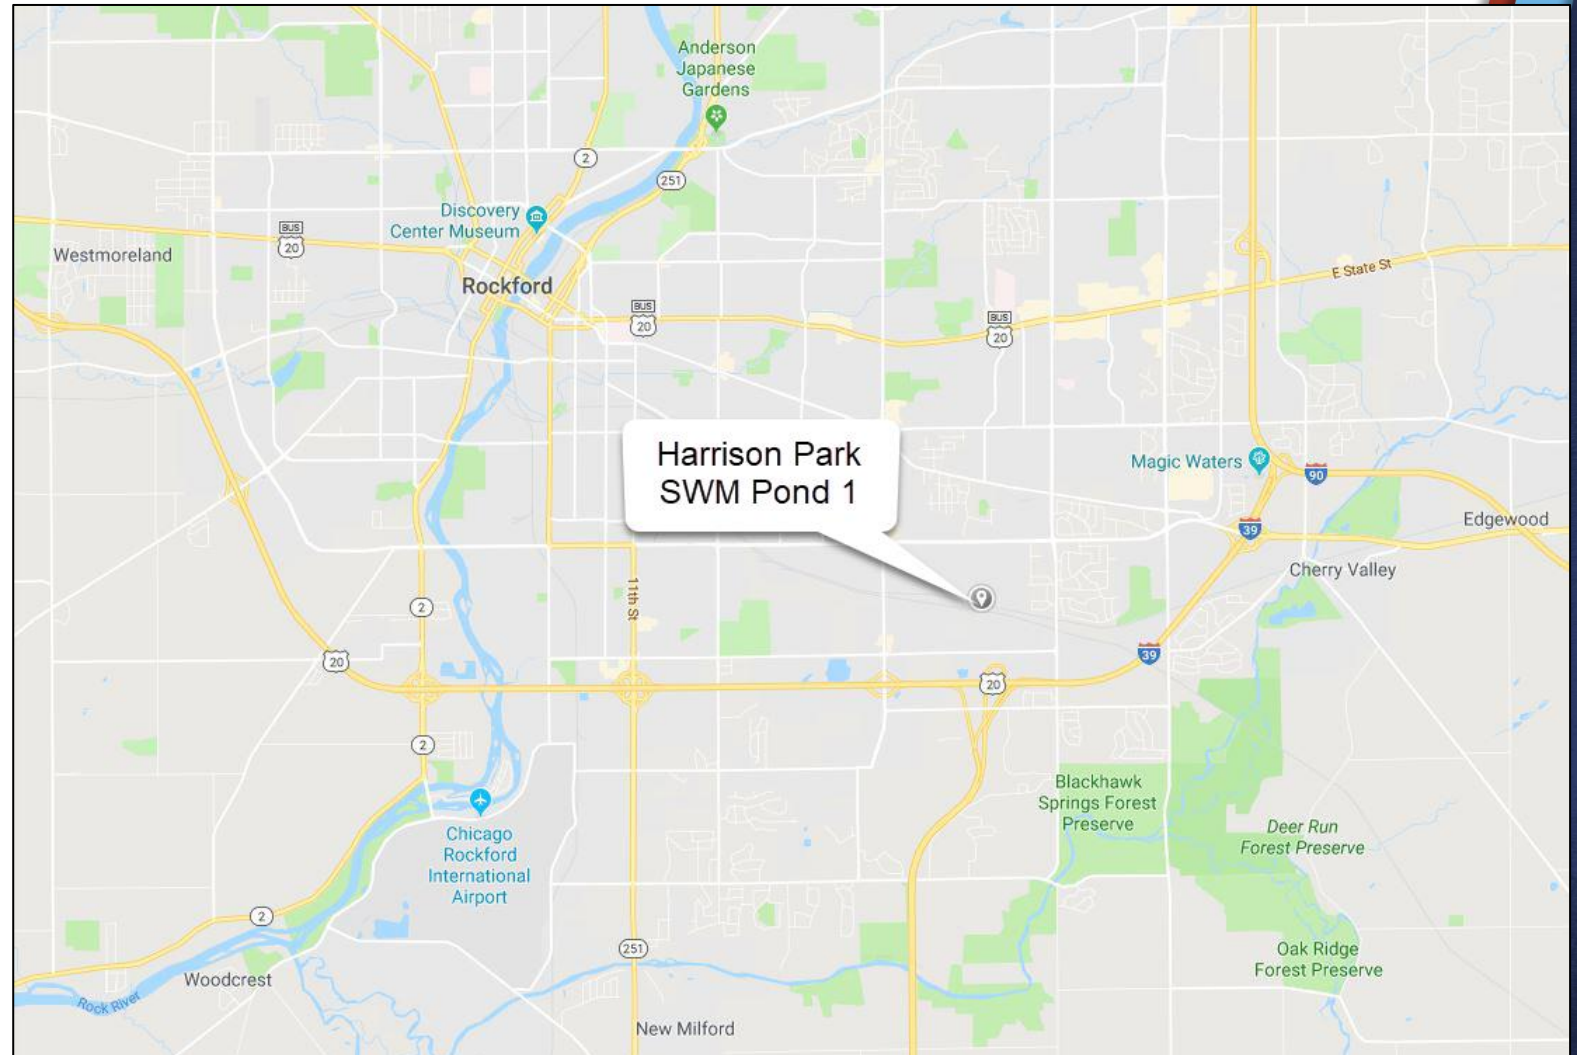 Anderson
Japanese
Gardens
2
251
Discovery
Center Museum
BUS
20
Westmoreland
E State St
Rockford
BUS
20
BUS
20
Harrison Park
SWM Pond 1
Magic Waters
90
Edgewood
39
Cherry Valley
11th St
2
39
20
20
2
Blackhawk
Springs Forest
Preserve
Chicago
Rockford
International
Airport
Deer Run
Forest Preserve
2
251
Oak Ridge
Forest Preserve
Woodcrest
Rock River
New Milford